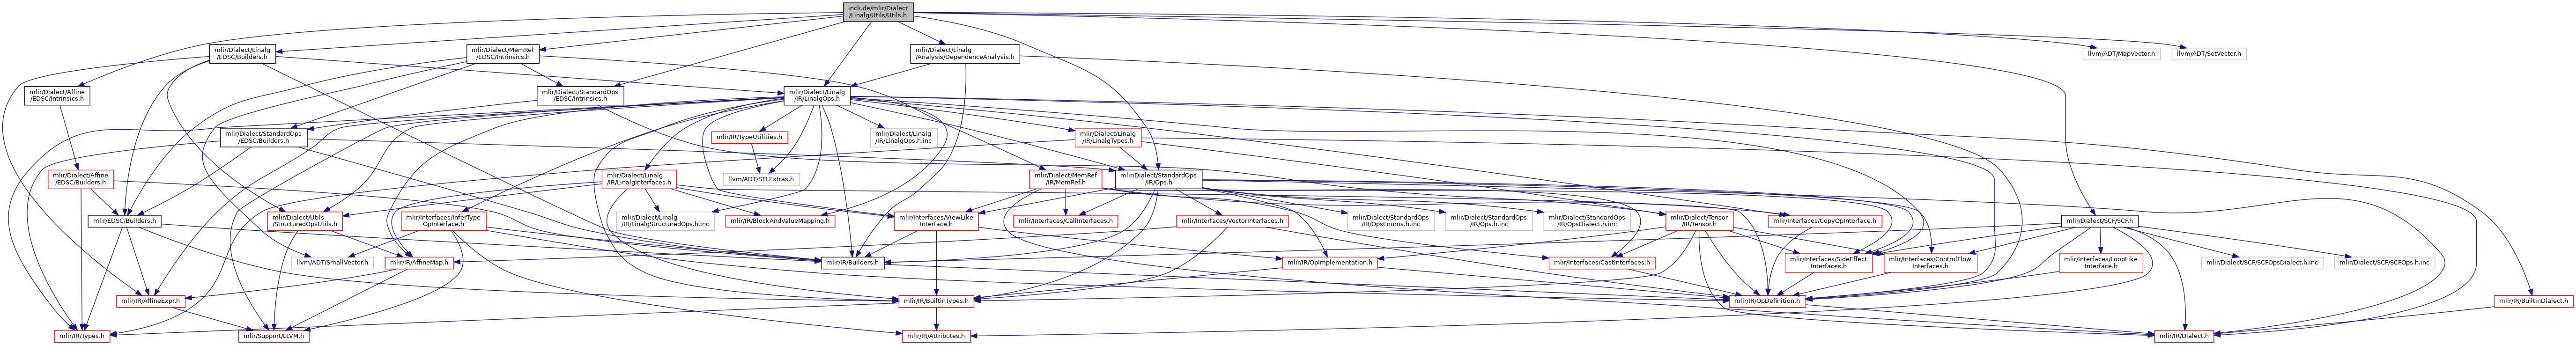 include/mlir/Dialect
/Linalg/Utils/Utils.h
mlir/Dialect/Linalg
/EDSC/Builders.h
mlir/Dialect/MemRef
/EDSC/Intrinsics.h
mlir/Dialect/Linalg
/Analysis/DependenceAnalysis.h
llvm/ADT/MapVector.h
llvm/ADT/SetVector.h
mlir/Dialect/Affine
/EDSC/Intrinsics.h
mlir/Dialect/StandardOps
/EDSC/Intrinsics.h
mlir/Dialect/Linalg
/IR/LinalgOps.h
mlir/Dialect/StandardOps
/EDSC/Builders.h
mlir/IR/TypeUtilities.h
mlir/Dialect/Linalg
/IR/LinalgOps.h.inc
mlir/Dialect/Linalg
/IR/LinalgTypes.h
mlir/Dialect/Affine
/EDSC/Builders.h
mlir/Dialect/Linalg
/IR/LinalgInterfaces.h
llvm/ADT/STLExtras.h
mlir/Dialect/MemRef
/IR/MemRef.h
mlir/Dialect/StandardOps
/IR/Ops.h
mlir/EDSC/Builders.h
mlir/Dialect/Utils
/StructuredOpsUtils.h
mlir/Interfaces/InferType
OpInterface.h
mlir/Dialect/Linalg
/IR/LinalgStructuredOps.h.inc
mlir/IR/BlockAndValueMapping.h
mlir/Interfaces/ViewLike
Interface.h
mlir/Interfaces/CallInterfaces.h
mlir/Interfaces/VectorInterfaces.h
mlir/Dialect/StandardOps
/IR/OpsEnums.h.inc
mlir/Dialect/StandardOps
/IR/Ops.h.inc
mlir/Dialect/StandardOps
/IR/OpsDialect.h.inc
mlir/Dialect/Tensor
/IR/Tensor.h
mlir/Interfaces/CopyOpInterface.h
mlir/Dialect/SCF/SCF.h
llvm/ADT/SmallVector.h
mlir/IR/AffineMap.h
mlir/IR/Builders.h
mlir/IR/OpImplementation.h
mlir/Interfaces/CastInterfaces.h
mlir/Interfaces/SideEffect
Interfaces.h
mlir/Interfaces/ControlFlow
Interfaces.h
mlir/Interfaces/LoopLike
Interface.h
mlir/Dialect/SCF/SCFOpsDialect.h.inc
mlir/Dialect/SCF/SCFOps.h.inc
mlir/IR/AffineExpr.h
mlir/IR/BuiltinTypes.h
mlir/IR/OpDefinition.h
mlir/IR/BuiltinDialect.h
mlir/IR/Types.h
mlir/Support/LLVM.h
mlir/IR/Attributes.h
mlir/IR/Dialect.h